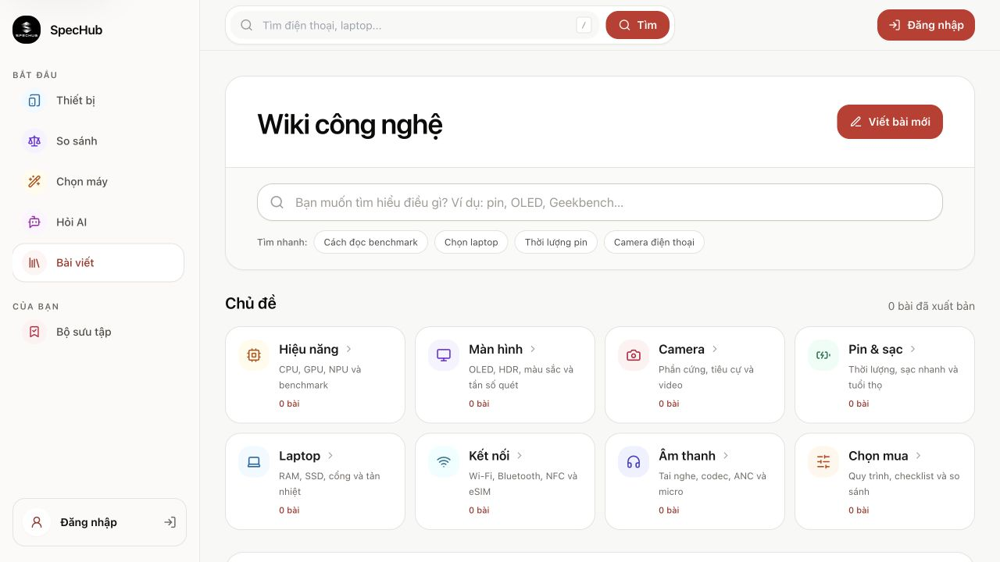 SPECHUB
SpecHub
BẮT ĐẦU
Thiết bị
So sánh
Chọn máy
Hỏi AI
Bài viết
CỦA BẠN
Bộ sưu tập
Đăng nhập
Tìm điện thoại, laptop...
/
Tìm
Đăng nhập
Wiki công nghệ
Viết bài mới
Bạn muốn tìm hiểu điều gì? Ví dụ: pin, OLED, Geekbench...
Tìm nhanh:
Cách đọc benchmark
Chọn laptop
Thời lượng pin
Camera điện thoại
Chủ đề
0 bài đã xuất bản
Hiệu năng
CPU, GPU, NPU và
benchmark
0 bài
Màn hình
OLED, HDR, màu sắc và
tần số quét
0 bài
Camera
Phần cứng, tiêu cự và
video
0 bài
Pin & sạc
Thời lượng, sạc nhanh và
tuổi thọ
0 bài
Laptop
RAM, SSD, cổng và tản
nhiệt
0 bài
Kết nối
Wi-Fi, Bluetooth, NFC và
eSIM
0 bài
Âm thanh
Tai nghe, codec, ANC và
micro
0 bài
Chọn mua
Quy trình, checklist và so
sánh
0 bài